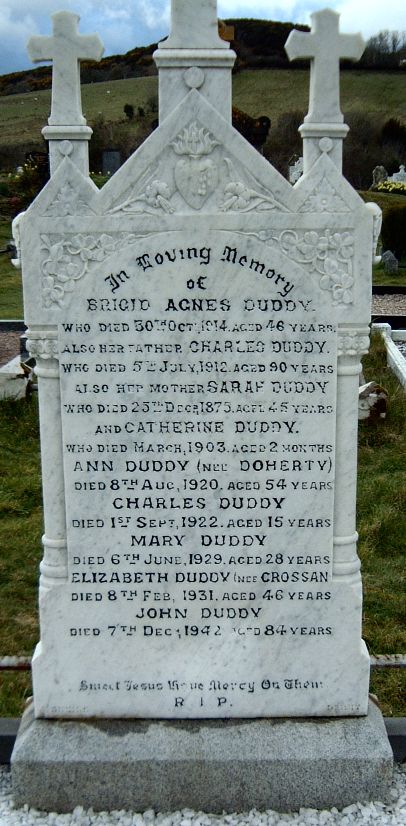 In Loving Memory
of
BRIGID AGNES DUDDY.
WHO DIED 30TH OCT, 1914. AGED 46 YEARS.
ALSO HER FATHER CHARLES DUDDY.
WHO DIED 5TH JULY, 1912. AGED 90 YEARS
ALSO HER MOTHER SARAH DUDDY
WHO DIED 25TH DECR, 1875. AGED 45 YEARS
AND CATHERINE DUDDY.
WHO DIED MARCH, 1903. AGED 2 MONTHS
ANN DUDDY (NEE DOHERTY)
DIED 8TH AUG, 1920. AGED 54 YEARS
CHARLES DUDDY
DIED 1ST SEPT, 1922. AGED 15 YEARS
MARY DUDDY
DIED 6TH JUNE, 1929. AGED 28 YEARS
ELIZABETH DUDDY (NEE CROSSAN
DIED 8TH FEB, 1931. AGED 46 YEARS.
JOHN DUDDY
DIED 7TH DEC, 1942 AGED 84 YEARS
Sweet Jesus Have Mercy On Them
R I P.